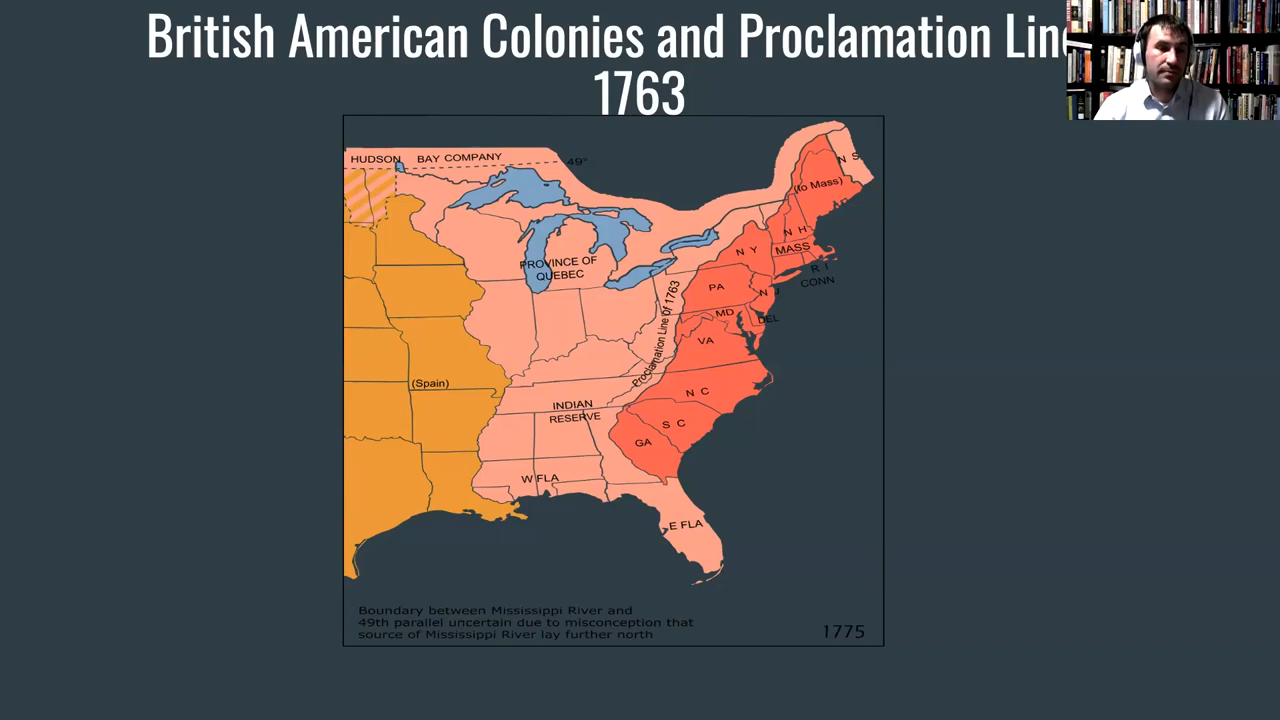 British American Colonies and Proclamation Line
1763
HUDSON BAY COMPANY
49°
N S
(to Mass)
N H
N Y
MASS
R I
CONN
PROVINCE OF
QUEBEC
PA
N J
MD
DEL
VA
Proclamation Line of 1763
(Spain)
N C
INDIAN
RESERVE
S C
GA
W FLA
E FLA
Boundary between Mississippi River and
49th parallel uncertain due to misconception that
source of Mississippi River lay further north
1775